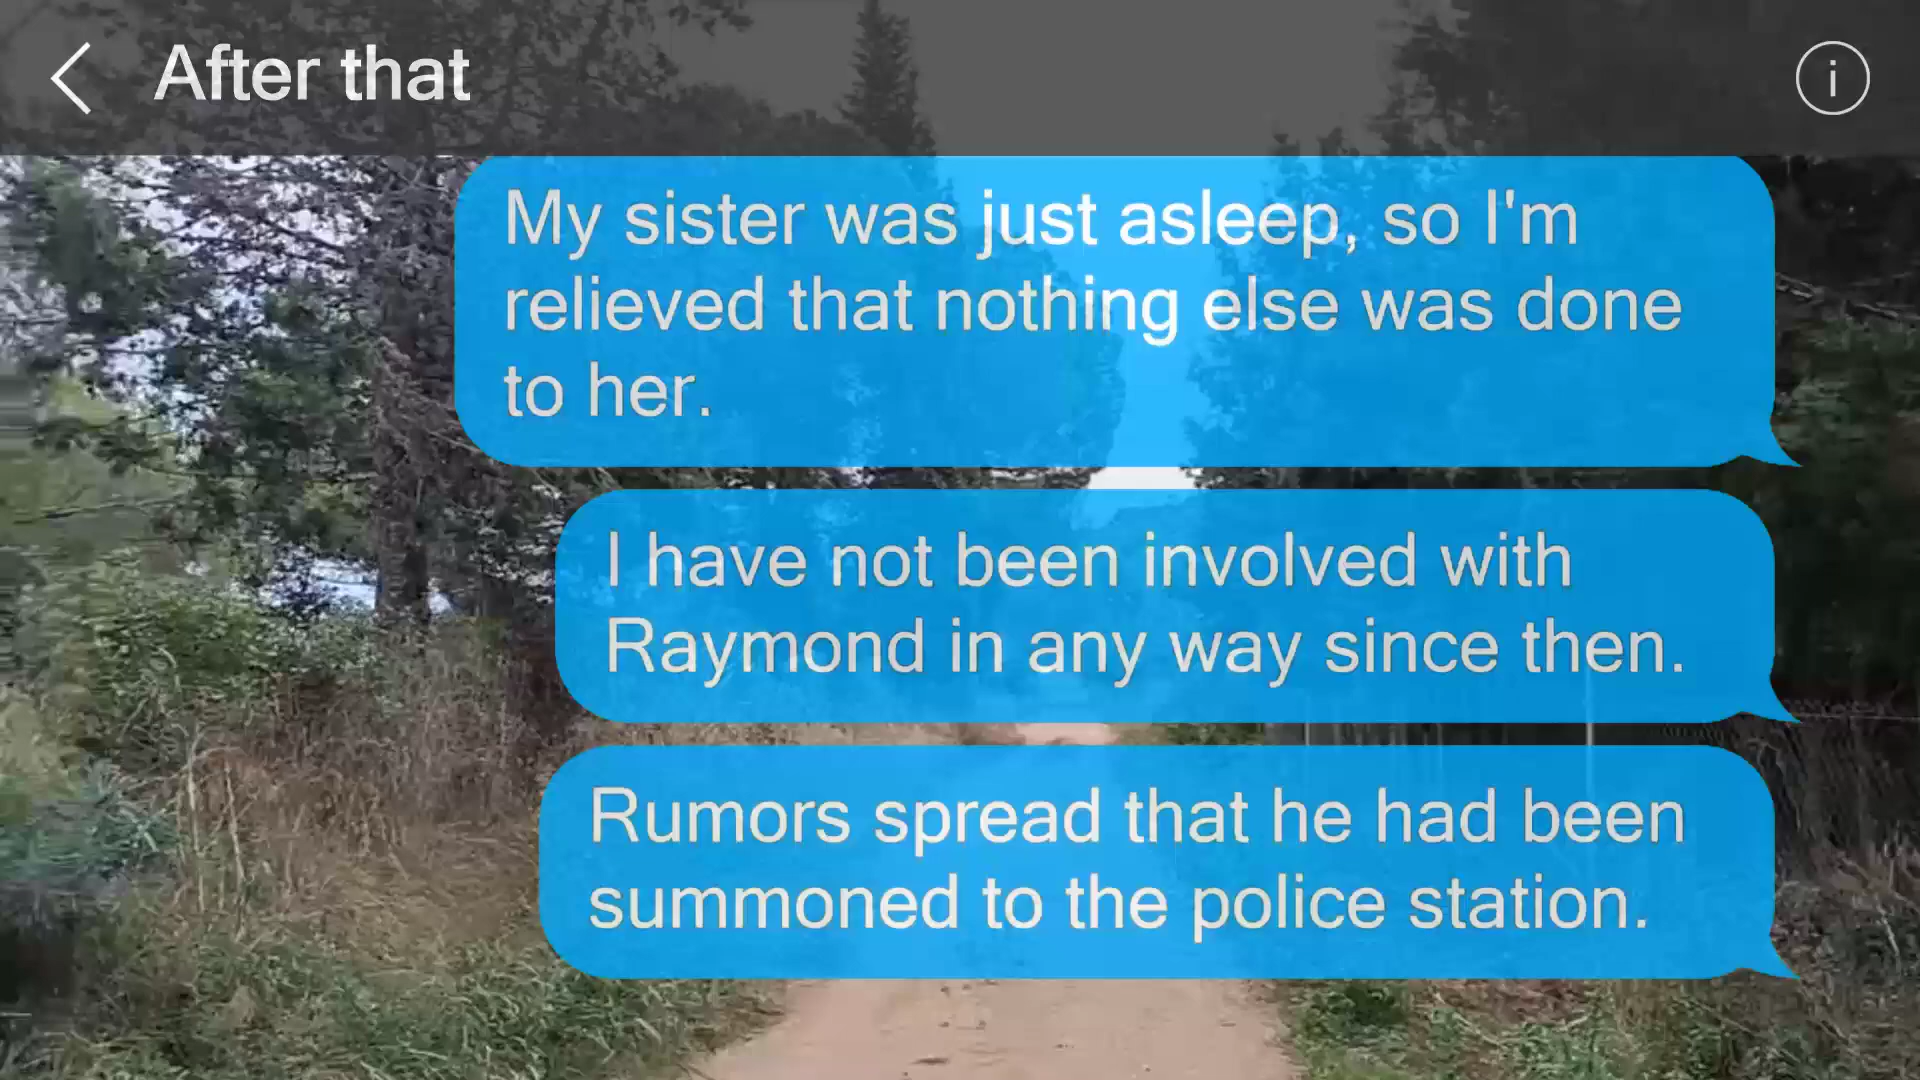 After that
My sister was just asleep, so I'm
relieved that nothing else was done
to her.
I have not been involved with
Raymond in any way since then.
Rumors spread that he had been
summoned to the police station.